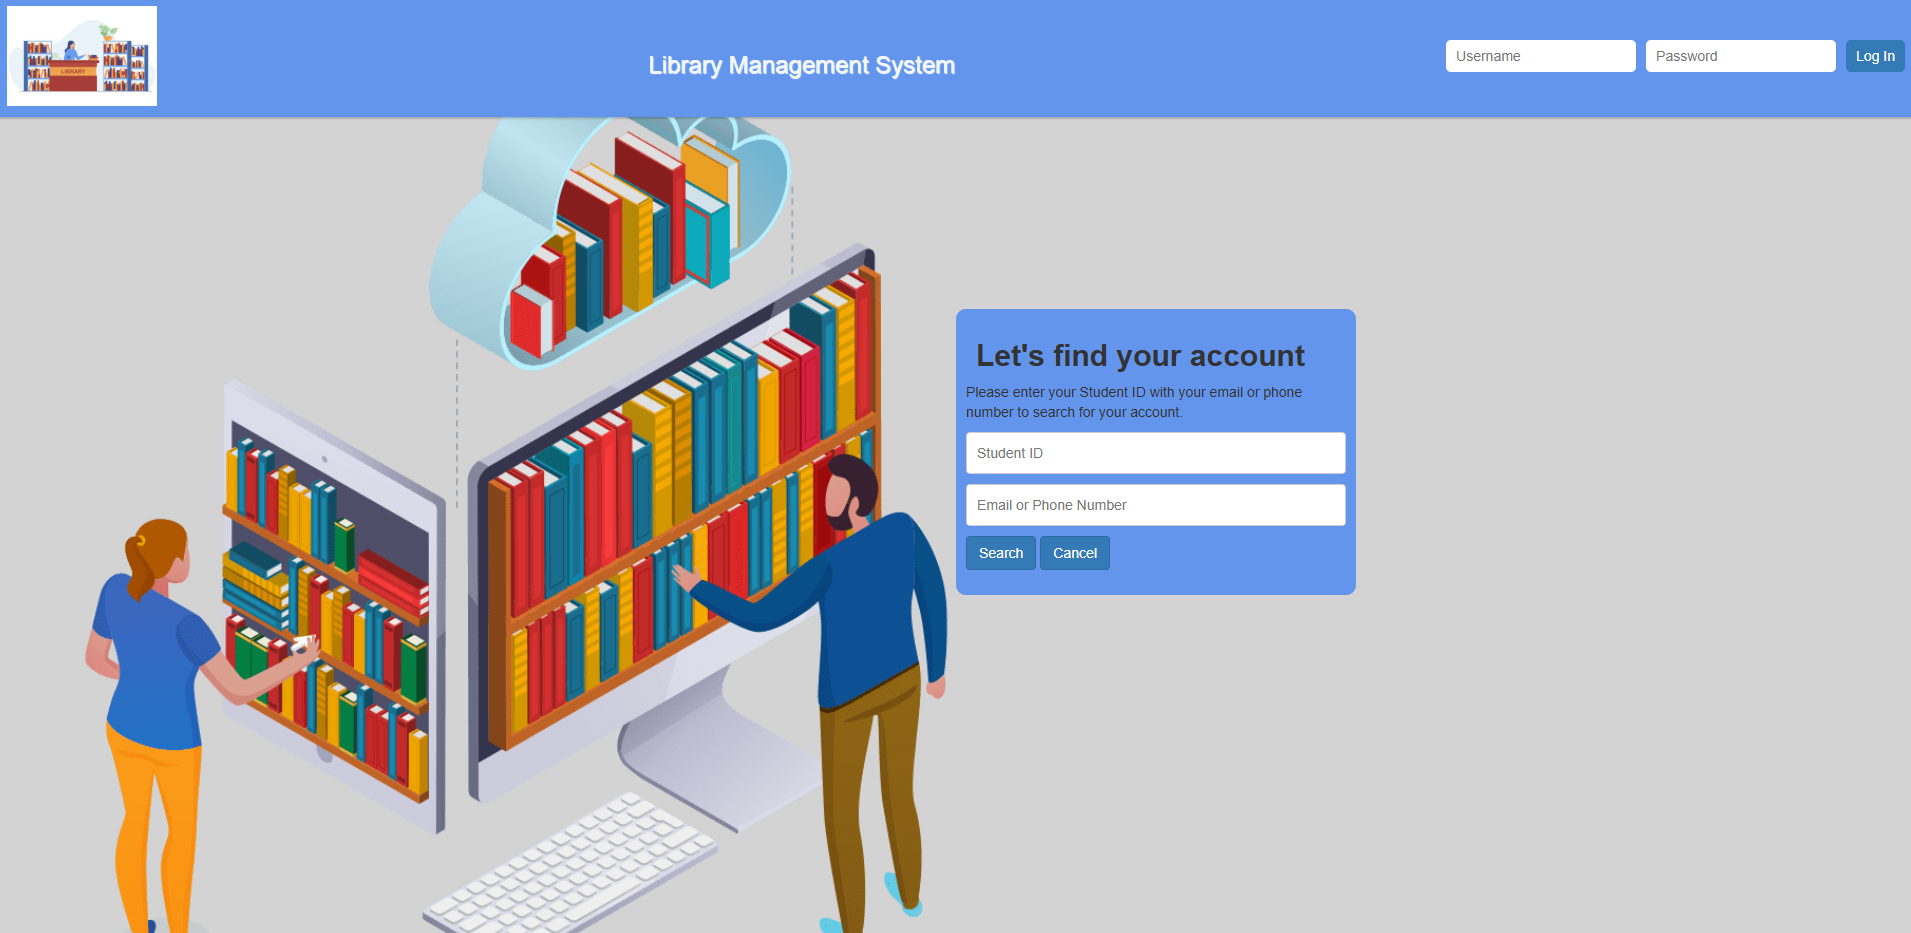 LIBRARY
Library Management System
Username
Password
Log In
Let's find your account
Please enter your Student ID with your email or phone
number to search for your account.
Student ID
Email or Phone Number
Search
Cancel